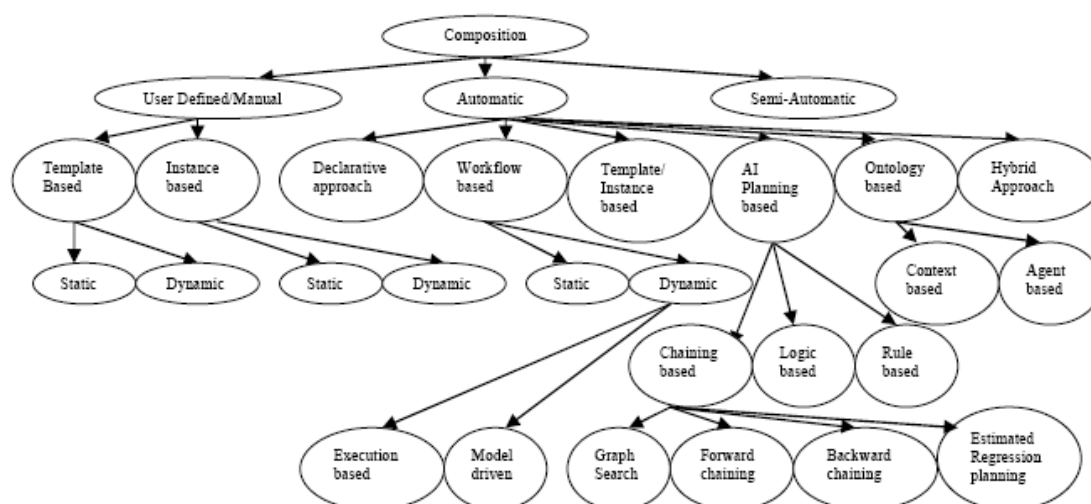 Composition
User Defined/Manual
Automatic
Semi-Automatic
Template
Based
Instance
based
Declarative
approach
Workflow
based
Template/
Instance
based
AI
Planning
based
Ontology
based
Hybrid
Approach
Static
Dynamic
Static
Dynamic
Static
Dynamic
Context
based
Agent
based
Chaining
based
Logic
based
Rule
based
Execution
based
Model
driven
Graph
Search
Forward
chaining
Backward
chaining
Estimated
Regression
planning